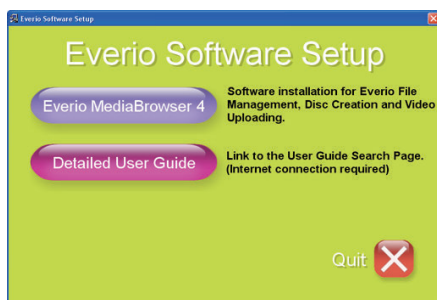 Everio Software Setup
Everio Software Setup
Everio MediaBrowser 4
Software installation for Everio File
Management, Disc Creation and Video
Uploading.
Detailed User Guide
Link to the User Guide Search Page.
(Internet connection required)
Quit